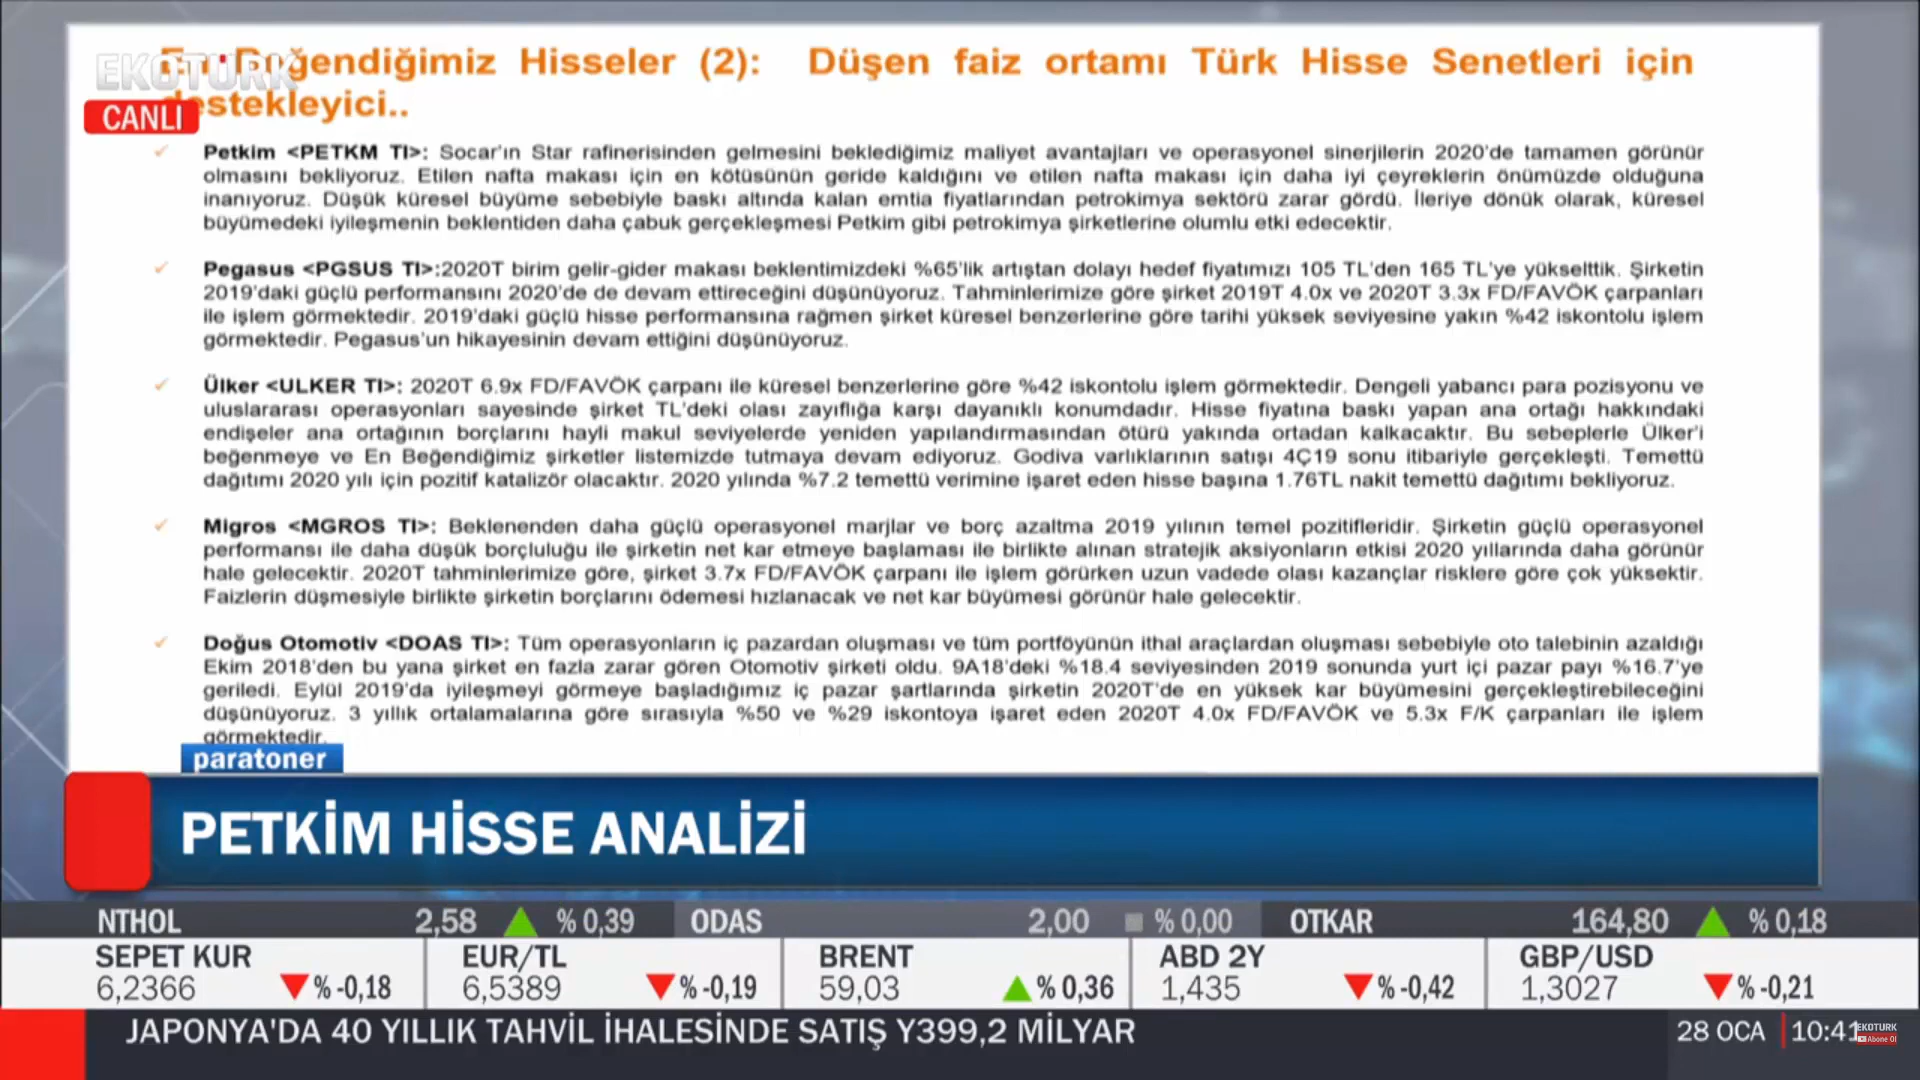 En Beğendiğimiz Hisseler (2): Düşen faiz ortamı Türk Hisse Senetleri için
EKOTÜRK
destekleyici..
CANLI
Petkim <PETKM TI>: Socar'ın Star rafinerisinden gelmesini beklediğimiz maliyet avantajları ve operasyonel sinerjilerin 2020'de tamamen görünür
olmasını bekliyoruz. Etilen nafta makası için en kötüsünün geride kaldığını ve etilen nafta makası için daha iyi çeyreklerin önümüzde olduğuna
inanıyoruz. Düşük küresel büyüme sebebiyle baskı altında kalan emtia fiyatlarından petrokimya sektörü zarar gördü. İleriye dönük olarak, küresel
büyümedeki iyileşmenin beklentiden daha çabuk gerçekleşmesi Petkim gibi petrokimya şirketlerine olumlu etki edecektir.
Pegasus <PGSUS TI>:2020T birim gelir-gider makası beklentimizdeki %65'lik artıştan dolayı hedef fiyatımızı 105 TL'den 165 TL'ye yükselttik. Şirketin
2019'daki güçlü performansını 2020'de de devam ettireceğini düşünüyoruz. Tahminlerimize göre şirket 2019T 4.0x ve 2020T 3.3x FD/FAVÖK çarpanları
ile işlem görmektedir. 2019'daki güçlü hisse performansına rağmen şirket küresel benzerlerine göre tarihi yüksek seviyesine yakın %42 iskontolu işlem
görmektedir. Pegasus'un hikayesinin devam ettiğini düşünüyoruz.
Ülker <ULKER TI>: 2020T 6.9x FD/FAVÖK çarpanı ile küresel benzerlerine göre %42 iskontolu işlem görmektedir. Dengeli yabancı para pozisyonu ve
uluslararası operasyonları sayesinde şirket TL'deki olası zayıflığa karşı dayanıklı konumdadır. Hisse fiyatına baskı yapan ana ortağı hakkındaki
endişeler ana ortağının borçlarını hayli makul seviyelerde yeniden yapılandırmasından ötürü yakında ortadan kalkacaktır. Bu sebeplerle Ülker'i
beğenmeye ve En Beğendiğimiz şirketler listemizde tutmaya devam ediyoruz. Godiva varlıklarının satışı 4Ç19 sonu itibariyle gerçekleşti. Temettü
dağıtımı 2020 yılı için pozitif katalizör olacaktır. 2020 yılında %7.2 temettü verimine işaret eden hisse başına 1.76TL nakit temettü dağıtımı bekliyoruz.
Migros <MGROS TI>: Beklenenden daha güçlü operasyonel marjlar ve borç azaltma 2019 yılının temel pozitifleridir. Şirketin güçlü operasyonel
performansı ile daha düşük borçluluğu ile şirketin net kar etmeye başlaması ile birlikte alınan stratejik aksiyonların etkisi 2020 yıllarında daha görünür
hale gelecektir. 2020T tahminlerimize göre, şirket 3.7x FD/FAVÖK çarpanı ile işlem görürken uzun vadede olası kazançlar risklere göre çok yüksektir.
Faizlerin düşmesiyle birlikte şirketin borçlarını ödemesi hızlanacak ve net kar büyümesi görünür hale gelecektir.
Doğus Otomotiv <DOAS TI>: Tüm operasyonların iç pazardan oluşması ve tüm portföyünün ithal araçlardan oluşması sebebiyle oto talebinin azaldığı
Ekim 2018'den bu yana şirket en fazla zarar gören Otomotiv şirketi oldu. 9A18'deki %18.4 seviyesinden 2019 sonunda yurt içi pazar payı %16.7'ye
geriledi. Eylül 2019'da iyileşmeyi görmeye başladığımız iç pazar şartlarında şirketin 2020T'de en yüksek kar büyümesini gerçekleştirebileceğini
düşünüyoruz. 3 yıllık ortalamalarına göre sırasıyla %50 ve %29 iskontoya işaret eden 2020T 4.0x FD/FAVÖK ve 5.3x F/K çarpanları ile işlem
görmektedir.
paratoner
PETKİM HİSSE ANALİZİ
NTHOL 2,58 % 0,39 ODAS 2,00 % 0,00 OTKAR 164,80 % 0,18
SEPET KUR EUR/TL BRENT ABD 2Y GBP/USD
6,2366 % -0,18 6,5389 % -0,19 59,03 % 0,36 1,435 % -0,42 1,3027 % -0,21
JAPONYA'DA 40 YILLIK TAHVİL İHALESİNDE SATIŞ Y399,2 MİLYAR 28 OCA 10:41
EKOTURK
Abone Ol